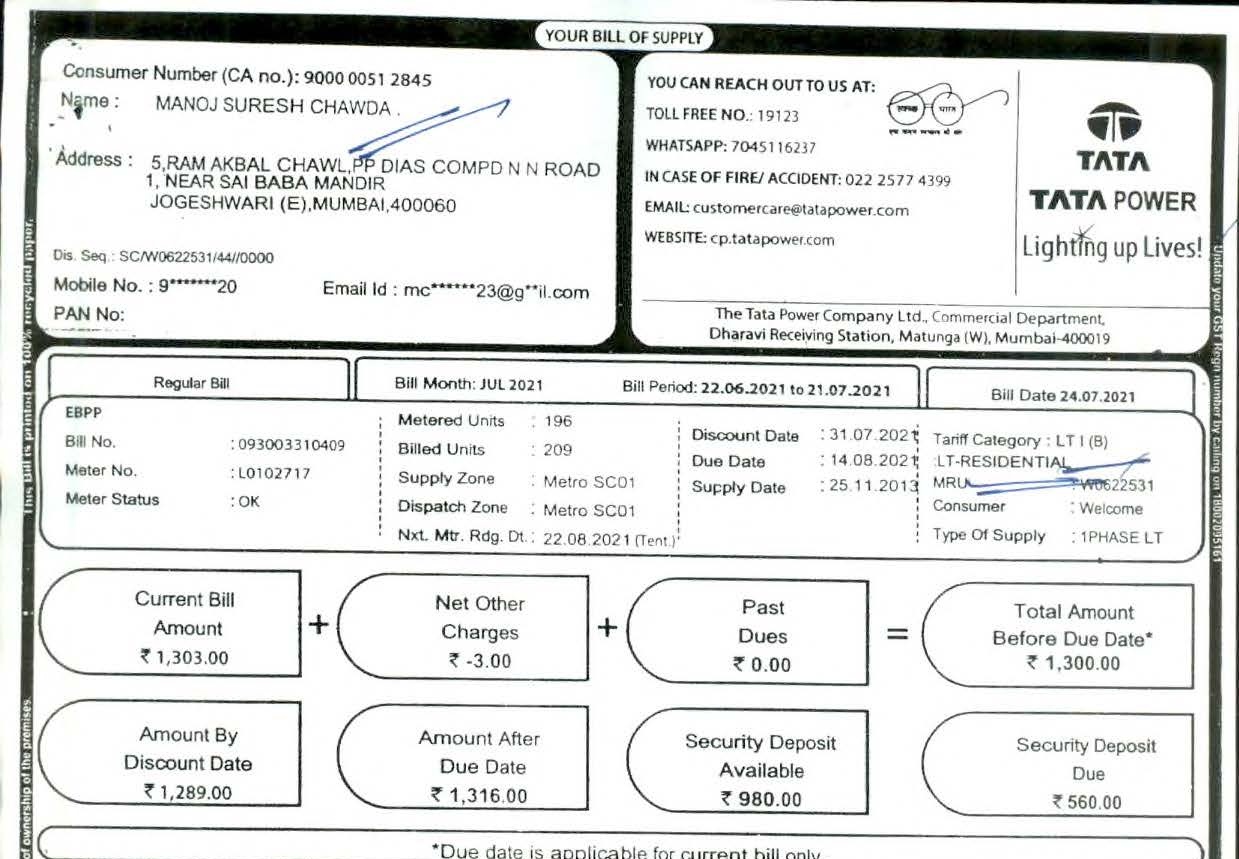 YOUR BILL OF SUPPLY
Consumer Number (CA no.): 9000 0051 2845
Name : MANOJ SURESH CHAWDA .
Address : 5,RAM AKBAL CHAWL,PP DIAS COMPD N N ROAD
1, NEAR SAI BABA MANDIR
JOGESHWARI (E),MUMBAI,400060
Dis. Seq.: SC/W0622531/44//0000
Mobile No. : 9*******20 Email Id : mc******23@g**il.com
PAN No:
YOU CAN REACH OUT TO US AT:
TOLL FREE NO.: 19123
WHATSAPP: 7045116237
IN CASE OF FIRE/ ACCIDENT: 022 2577 4399
EMAIL: customercare@tatapower.com
WEBSITE: cp.tatapower.com
स्वच्छ भारत
एक कदम स्वच्छता की ओर
TATA
TATA POWER
Lighting up Lives!
The Tata Power Company Ltd., Commercial Department,
Dharavi Receiving Station, Matunga (W), Mumbai-400019
This Bill is printed on 100% recycled paper.
Update your GST Regn number by calling on 18002095161
Regular Bill
Bill Month: JUL 2021 Bill Period: 22.06.2021 to 21.07.2021
Bill Date 24.07.2021
EBPP
Bill No. : 093003310409
Meter No. : L0102717
Meter Status : OK
Metered Units : 196
Billed Units : 209
Supply Zone : Metro SC01
Dispatch Zone : Metro SC01
Nxt. Mtr. Rdg. Dt.: 22.08.2021 (Tent.)
Discount Date : 31.07.2021
Due Date : 14.08.2021
Supply Date : 25.11.2013
Tariff Category : LT I (B)
:LT-RESIDENTIAL
MRU : W0622531
Consumer : Welcome
Type Of Supply : 1PHASE LT
Current Bill
Amount
₹ 1,303.00
+
Net Other
Charges
₹ -3.00
+
Past
Dues
₹ 0.00
=
Total Amount
Before Due Date*
₹ 1,300.00
Amount By
Discount Date
₹ 1,289.00
Amount After
Due Date
₹ 1,316.00
Security Deposit
Available
₹ 980.00
Security Deposit
Due
₹ 560.00
of ownership of the premises.
*Due date is applicable for current bill only